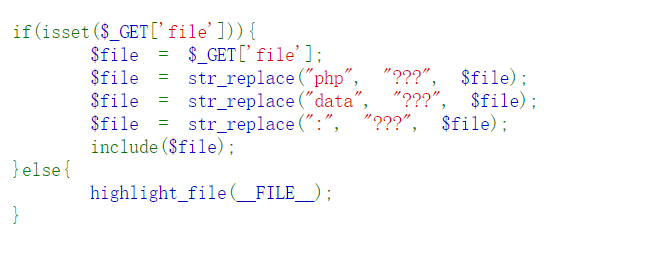 if(isset($_GET['file'])){
$file = $_GET['file'];
$file = str_replace("php", "???", $file);
$file = str_replace("data", "???", $file);
$file = str_replace(":", "???", $file);
include($file);
}else{
highlight_file(__FILE__);
}